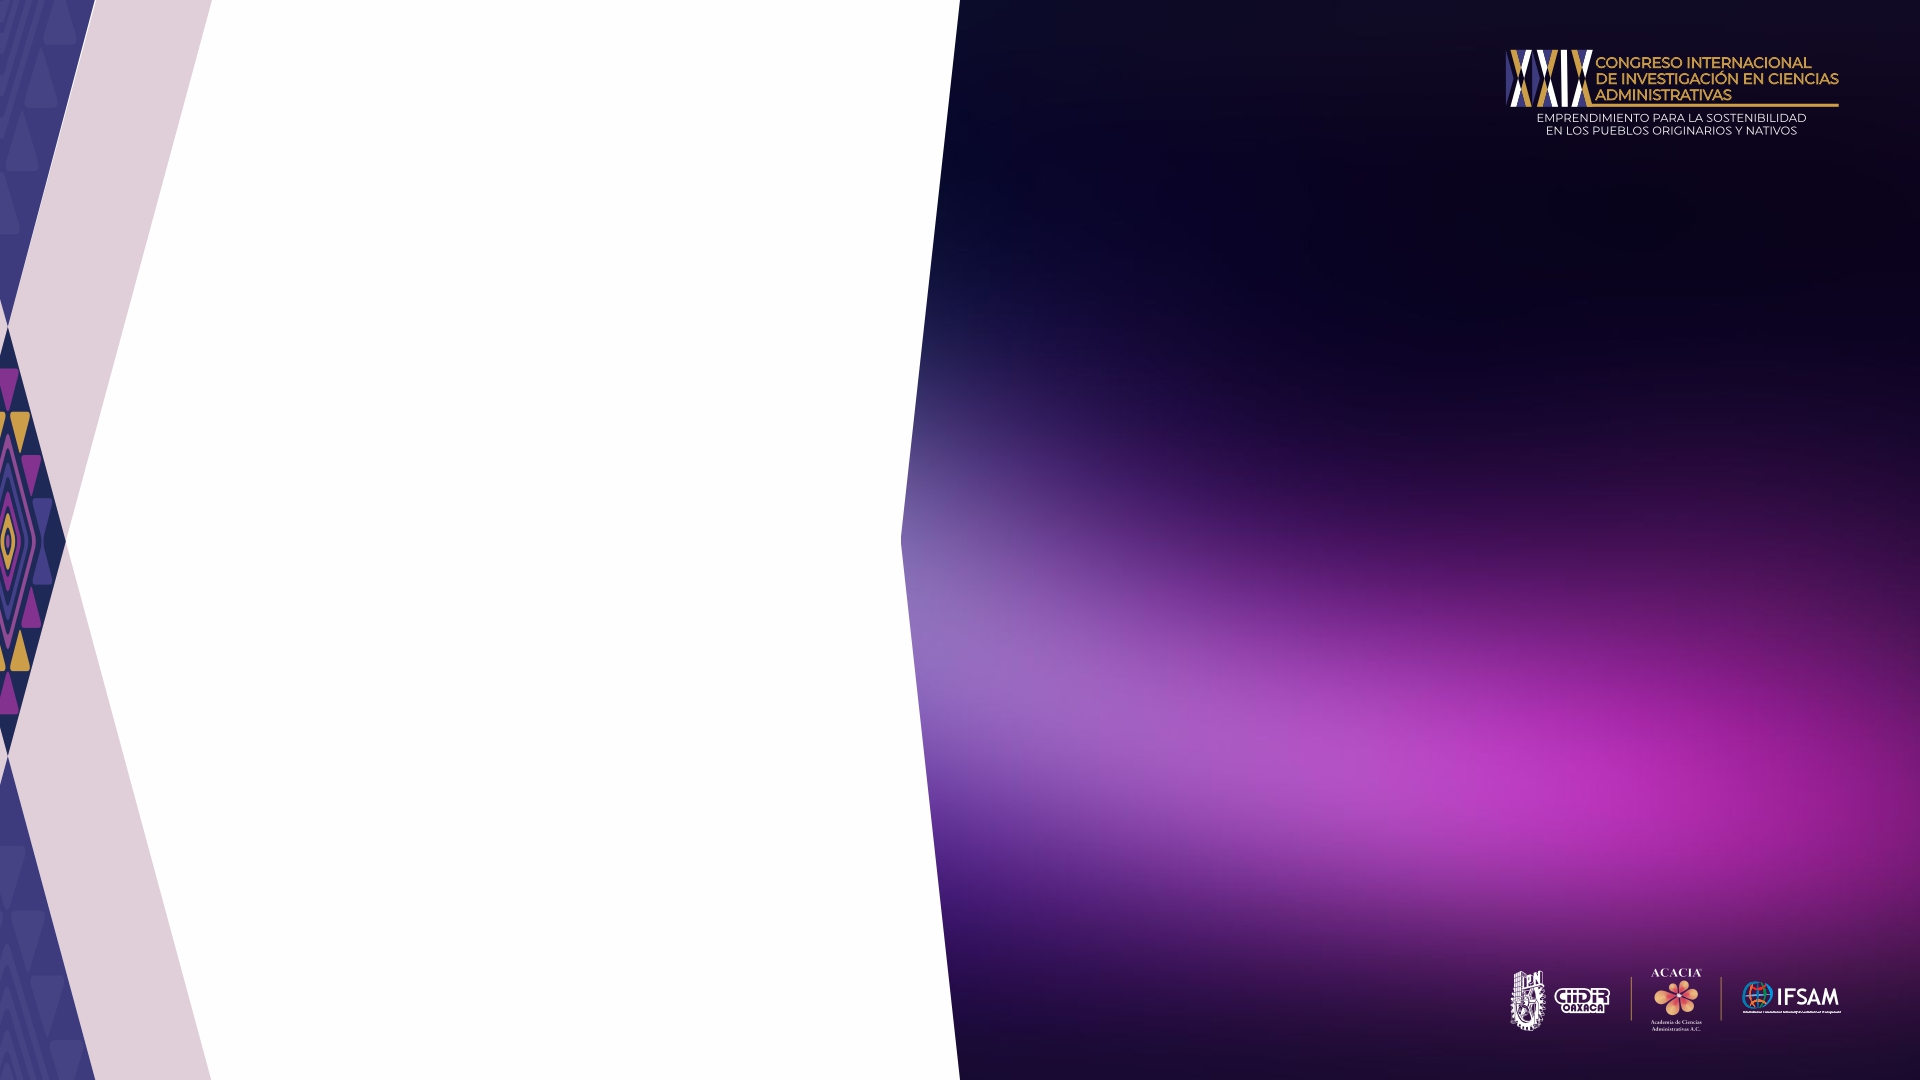 XXIX
CONGRESO INTERNACIONAL
DE INVESTIGACIÓN EN CIENCIAS
ADMINISTRATIVAS
EMPRENDIMIENTO PARA LA SOSTENIBILIDAD
EN LOS PUEBLOS ORIGINARIOS Y NATIVOS
IPN
CIIDIR
OAXACA
ACACIA
Academia de Ciencias
Administrativas A.C.
IFSAM